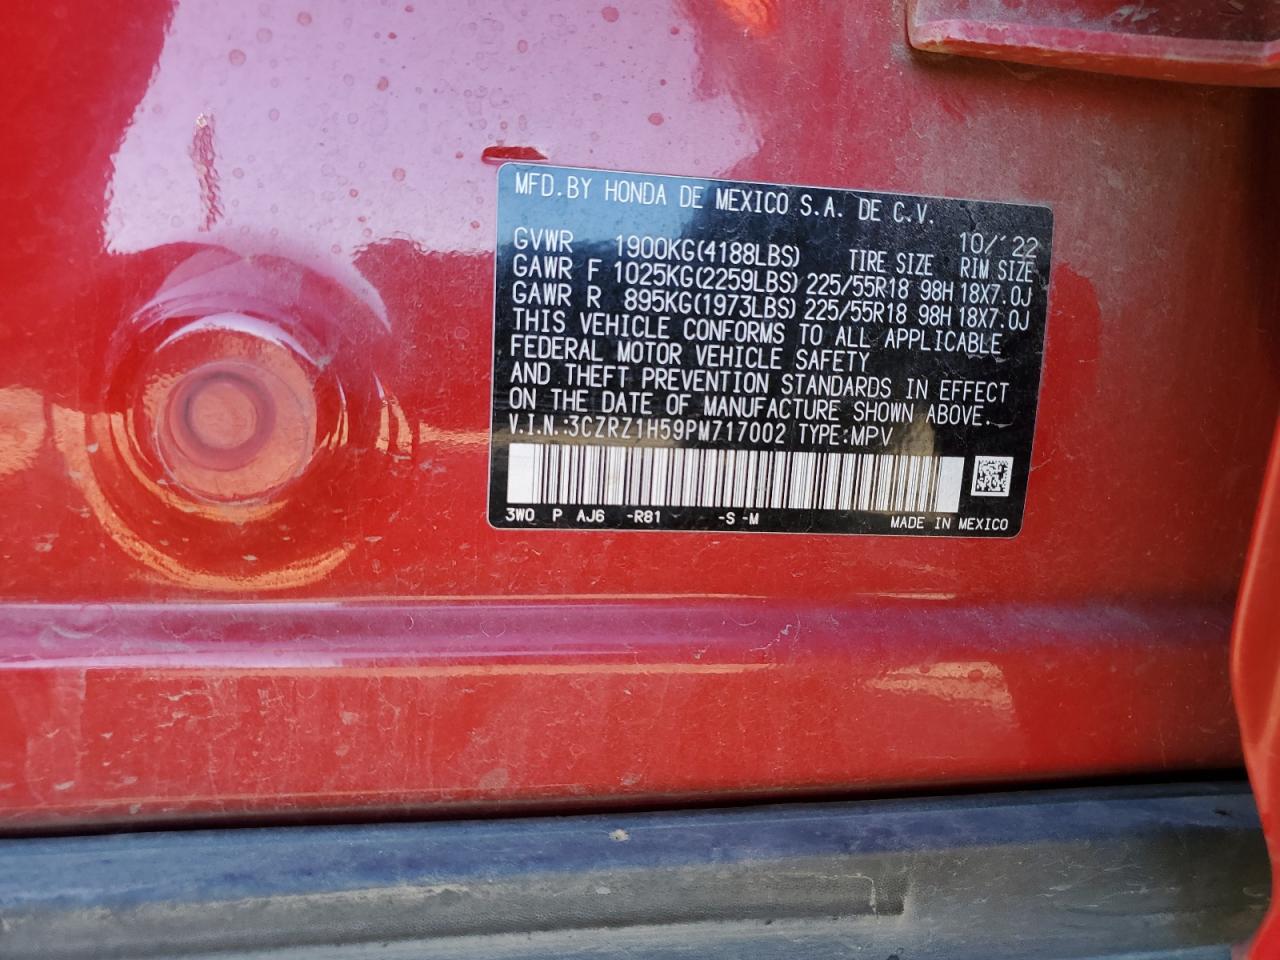 MFD.BY HONDA DE MEXICO S.A. DE C.V.
10/'22
GVWR 1900KG(4188LBS) TIRE SIZE RIM SIZE
GAWR F 1025KG(2259LBS) 225/55R18 98H 18X7.0J
GAWR R 895KG(1973LBS) 225/55R18 98H 18X7.0J
THIS VEHICLE CONFORMS TO ALL APPLICABLE
FEDERAL MOTOR VEHICLE SAFETY
AND THEFT PREVENTION STANDARDS IN EFFECT
ON THE DATE OF MANUFACTURE SHOWN ABOVE.
V.I.N.:3CZRZ1H59PM717002 TYPE:MPV
3W0 P AJ6 -R81 -S -M MADE IN MEXICO